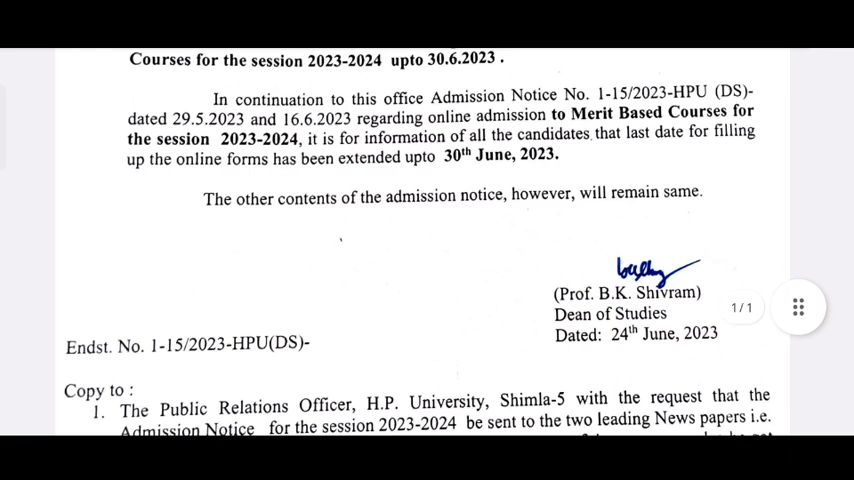 Courses for the session 2023-2024 upto 30.6.2023 .
In continuation to this office Admission Notice No. 1-15/2023-HPU (DS)-
dated 29.5.2023 and 16.6.2023 regarding online admission to Merit Based Courses for
the session 2023-2024, it is for information of all the candidates that last date for filling
up the online forms has been extended upto 30th June, 2023.
The other contents of the admission notice, however, will remain same.
(Prof. B.K. Shivram)
Dean of Studies
1/1
Dated: 24th June, 2023
Endst. No. 1-15/2023-HPU(DS)-
Copy to :
1. The Public Relations Officer, H.P. University, Shimla-5 with the request that the
Admission Notice for the session 2023-2024 be sent to the two leading News papers i.e.